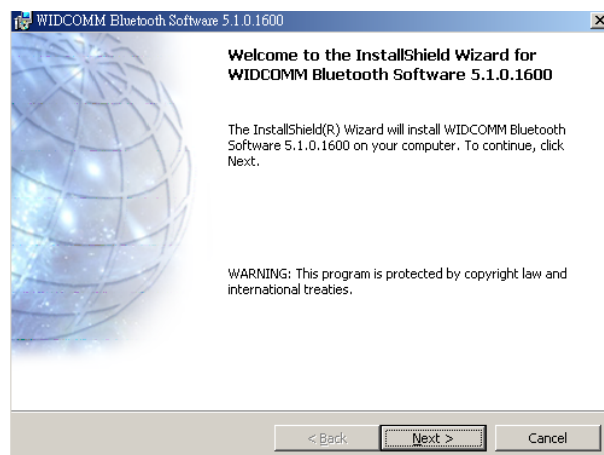 WIDCOMM Bluetooth Software 5.1.0.1600
Welcome to the InstallShield Wizard for
WIDCOMM Bluetooth Software 5.1.0.1600
The InstallShield(R) Wizard will install WIDCOMM Bluetooth
Software 5.1.0.1600 on your computer. To continue, click
Next.
WARNING: This program is protected by copyright law and
international treaties.
< Back Next > Cancel